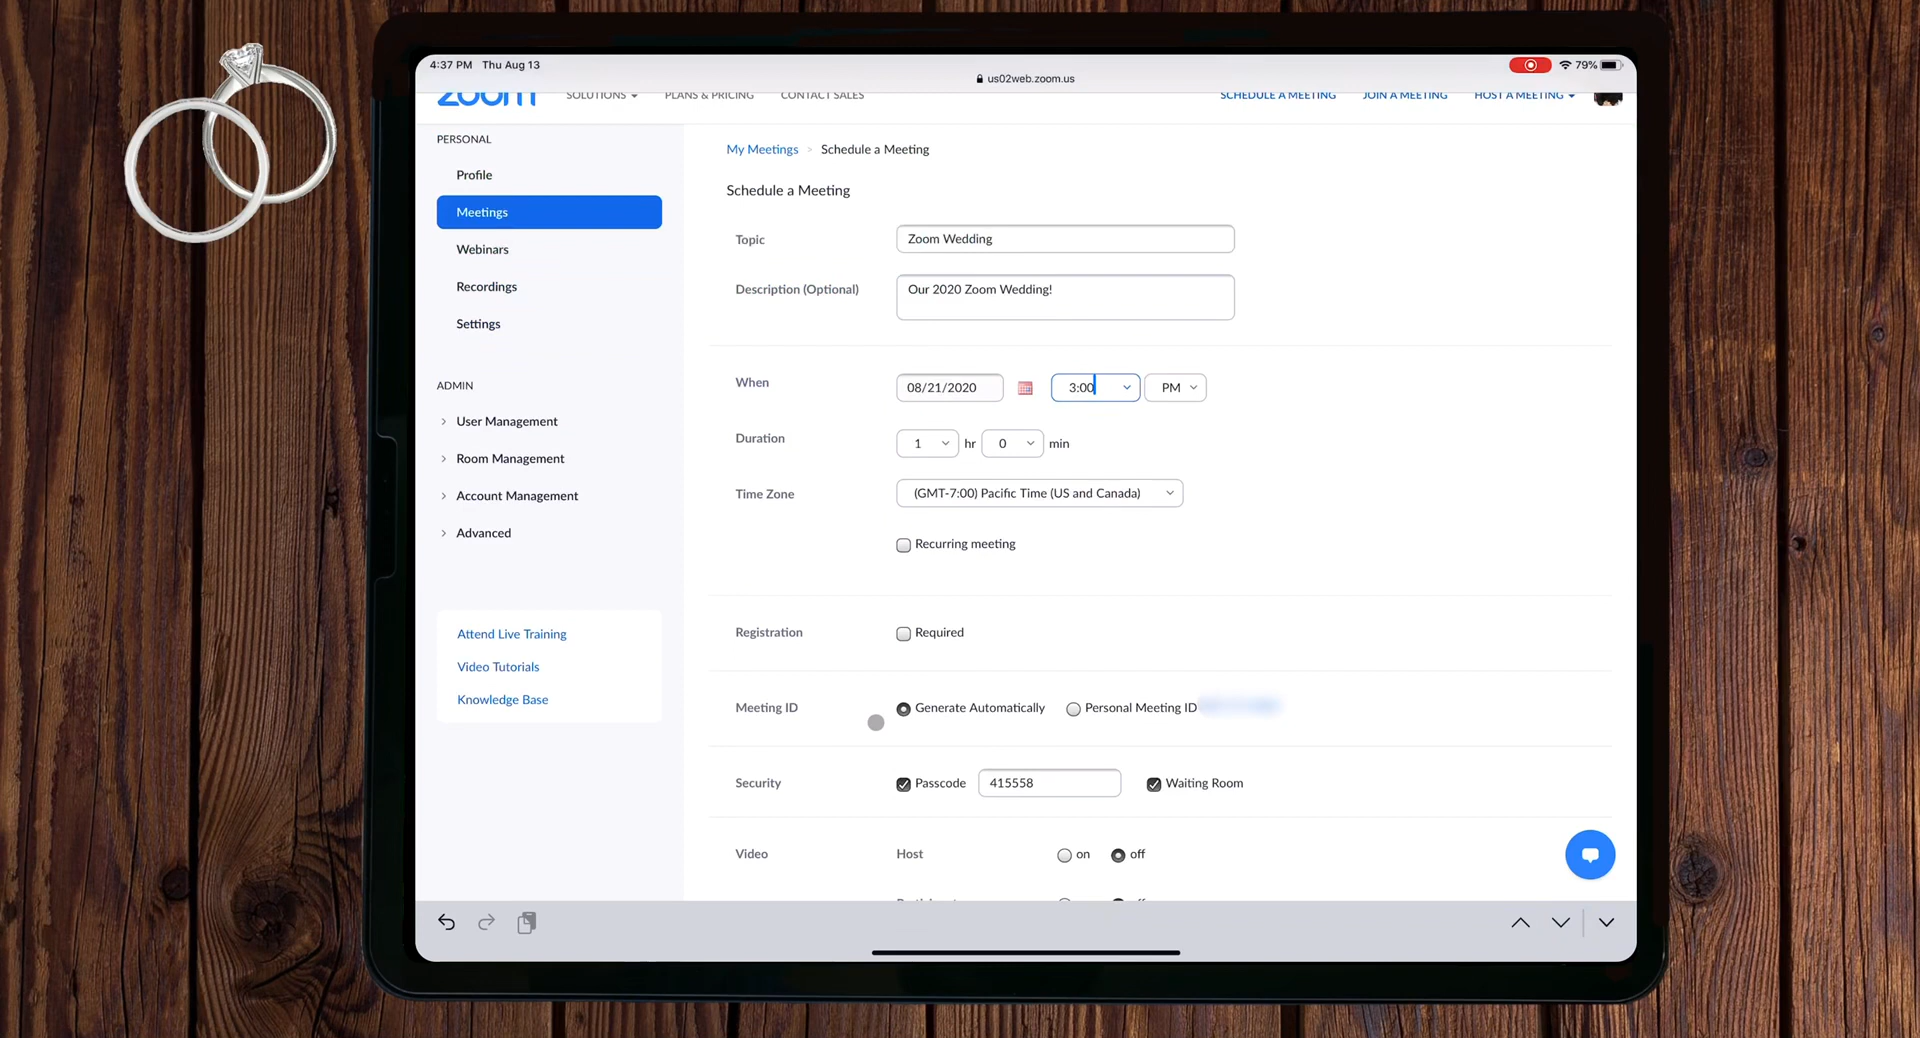 4:37 PM Thu Aug 13
79%
us02web.zoom.us
zoom SOLUTIONS PLANS & PRICING CONTACT SALES SCHEDULE A MEETING JOIN A MEETING HOST A MEETING
PERSONAL
Profile
Meetings
Webinars
Recordings
Settings
ADMIN
User Management
Room Management
Account Management
Advanced
Attend Live Training
Video Tutorials
Knowledge Base
My Meetings > Schedule a Meeting
Schedule a Meeting
Topic Zoom Wedding
Description (Optional) Our 2020 Zoom Wedding!
When 08/21/2020 3:00 PM
Duration 1 hr 0 min
Time Zone (GMT-7:00) Pacific Time (US and Canada)
Recurring meeting
Registration Required
Meeting ID Generate Automatically Personal Meeting ID
Security Passcode 415558 Waiting Room
Video Host on off